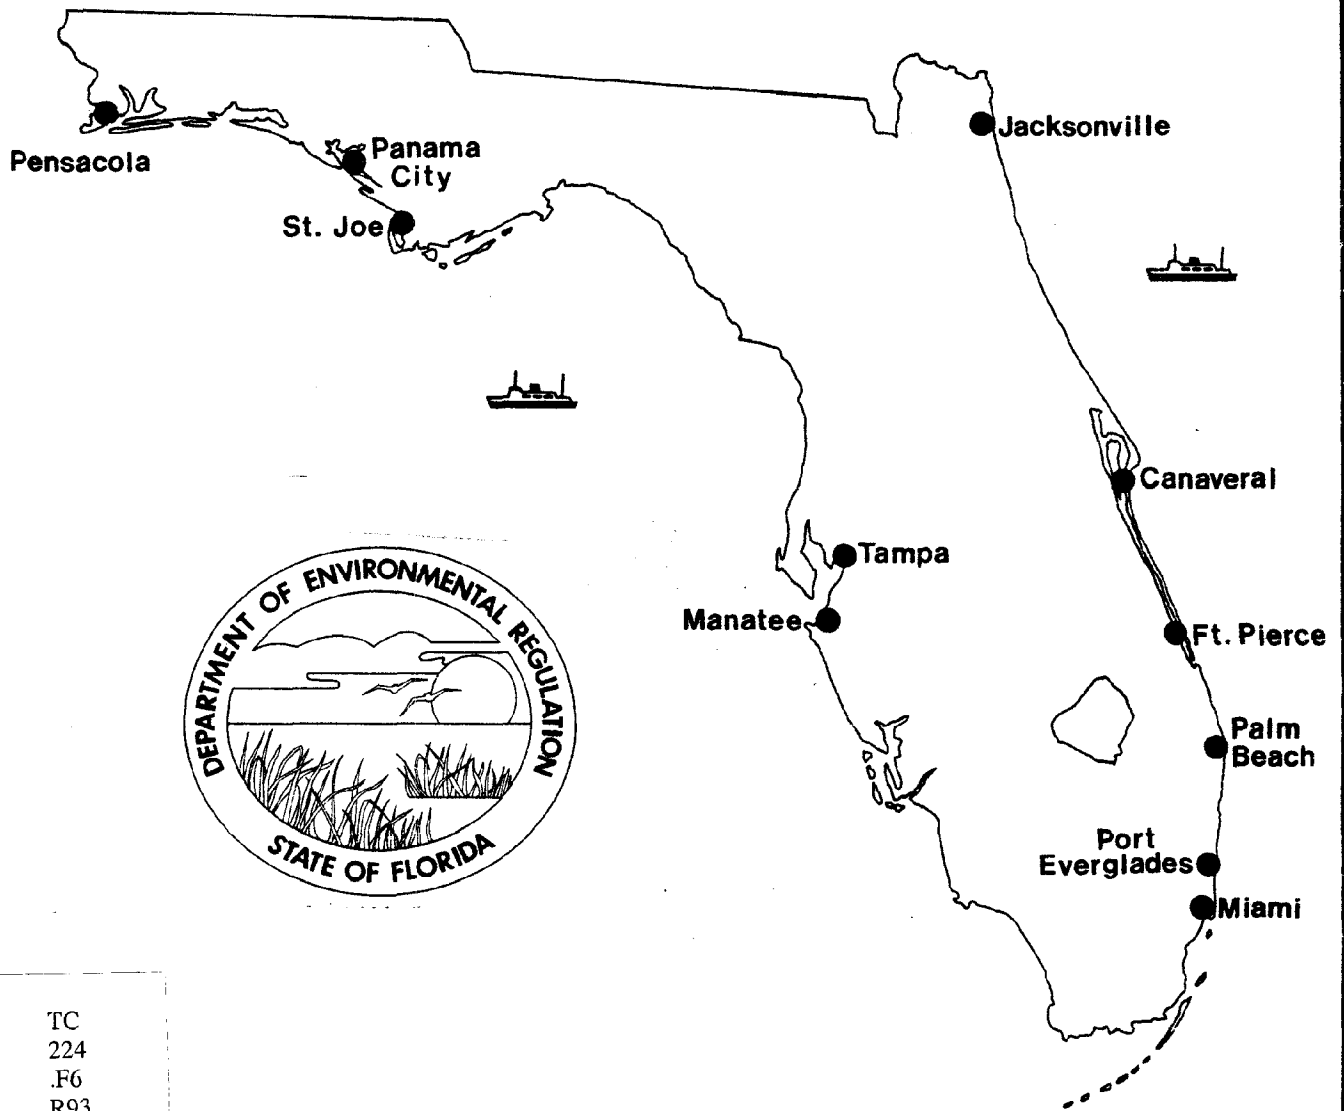 Pensacola
Panama
City
St. Joe
Jacksonville
Canaveral
Tampa
Manatee
Ft. Pierce
Palm
Beach
Port
Everglades
Miami
DEPARTMENT OF ENVIRONMENTAL REGULATION
STATE OF FLORIDA
TC
224
.F6
R93